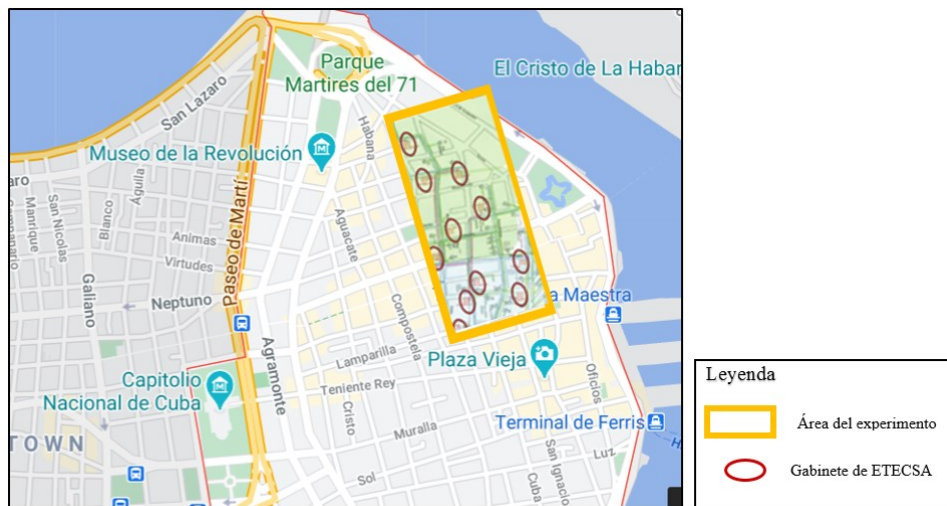 Parque
Martires del 71
El Cristo de La Habar
San Lazaro
Museo de la Revolución
Habana
Aguacate
aro
Campanario
Manrique
San Nicolas
Galiano
Blanco
Águila
Animas
Virtudes
Neptuno
Paseo de Martí
Agramonte
Compostela
a Maestra
Lamparilla
Plaza Vieja
Capitolio
Nacional de Cuba
Teniente Rey
Cristo
Muralla
Sol
Oficios
Terminal de Ferris
TOWN
Luz
San Ignacio
Cuba
H
Leyenda
Área del experimento
Gabinete de ETECSA